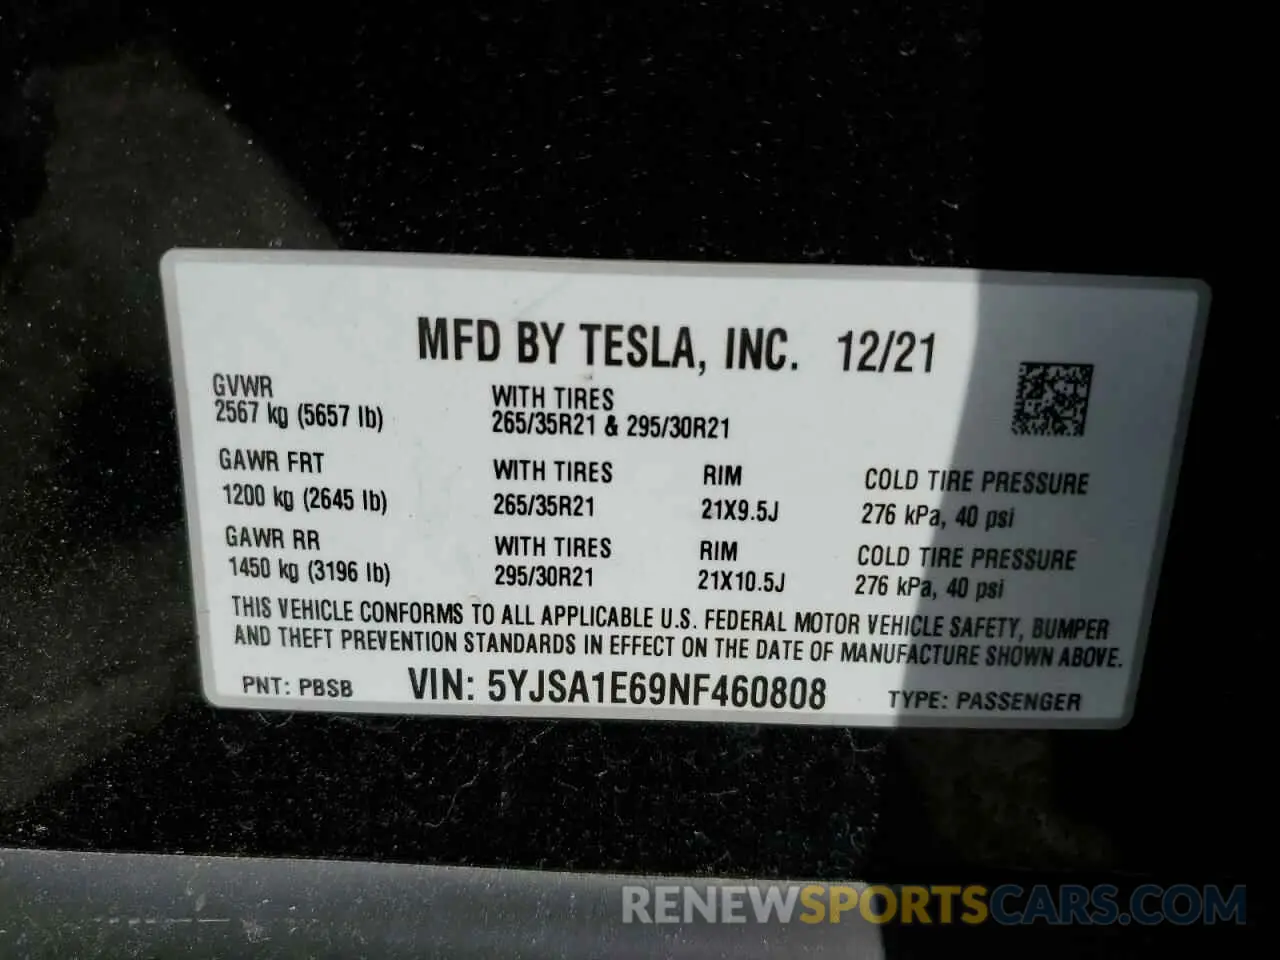 MFD BY TESLA, INC. 12/21
GVWR
2567 kg (5657 lb)
WITH TIRES
265/35R21 & 295/30R21
GAWR FRT WITH TIRES RIM COLD TIRE PRESSURE
1200 kg (2645 lb) 265/35R21 21X9.5J 276 kPa, 40 psi
GAWR RR WITH TIRES RIM COLD TIRE PRESSURE
1450 kg (3196 lb) 295/30R21 21X10.5J 276 kPa, 40 psi
THIS VEHICLE CONFORMS TO ALL APPLICABLE U.S. FEDERAL MOTOR VEHICLE SAFETY, BUMPER
AND THEFT PREVENTION STANDARDS IN EFFECT ON THE DATE OF MANUFACTURE SHOWN ABOVE.
PNT: PBSB VIN: 5YJSA1E69NF460808 TYPE: PASSENGER
RENEWSPORTSCARS.COM